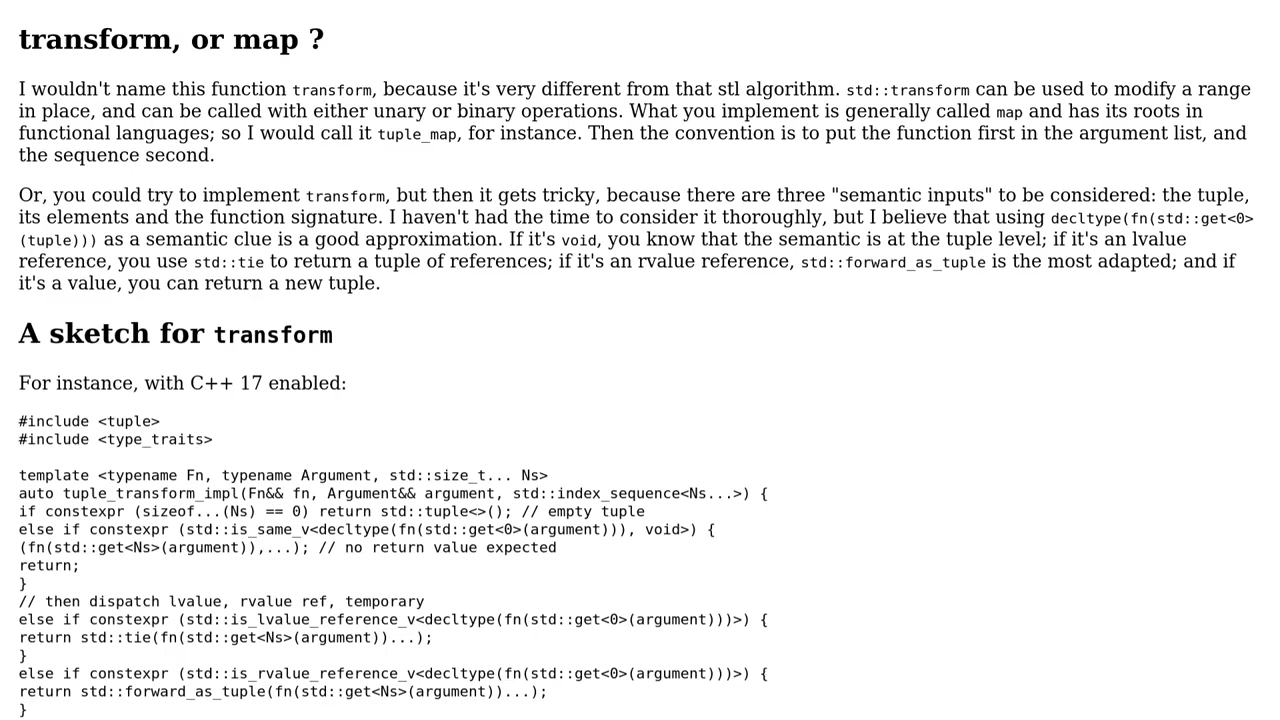 transform, or map ?
I wouldn't name this function transform, because it's very different from that stl algorithm. std::transform can be used to modify a range
in place, and can be called with either unary or binary operations. What you implement is generally called map and has its roots in
functional languages; so I would call it tuple_map, for instance. Then the convention is to put the function first in the argument list, and
the sequence second.
Or, you could try to implement transform, but then it gets tricky, because there are three "semantic inputs" to be considered: the tuple,
its elements and the function signature. I haven't had the time to consider it thoroughly, but I believe that using decltype(fn(std::get<0>
(tuple))) as a semantic clue is a good approximation. If it's void, you know that the semantic is at the tuple level; if it's an lvalue
reference, you use std::tie to return a tuple of references; if it's an rvalue reference, std::forward_as_tuple is the most adapted; and if
it's a value, you can return a new tuple.
A sketch for transform
For instance, with C++ 17 enabled:
#include <tuple>
#include <type_traits>
template <typename Fn, typename Argument, std::size_t... Ns>
auto tuple_transform_impl(Fn&& fn, Argument&& argument, std::index_sequence<Ns...>) {
if constexpr (sizeof...(Ns) == 0) return std::tuple<>(); // empty tuple
else if constexpr (std::is_same_v<decltype(fn(std::get<0>(argument))), void>) {
(fn(std::get<Ns>(argument)),...); // no return value expected
return;
}
// then dispatch lvalue, rvalue ref, temporary
else if constexpr (std::is_lvalue_reference_v<decltype(fn(std::get<0>(argument)))>) {
return std::tie(fn(std::get<Ns>(argument))...);
}
else if constexpr (std::is_rvalue_reference_v<decltype(fn(std::get<0>(argument)))>) {
return std::forward_as_tuple(fn(std::get<Ns>(argument))...);
}